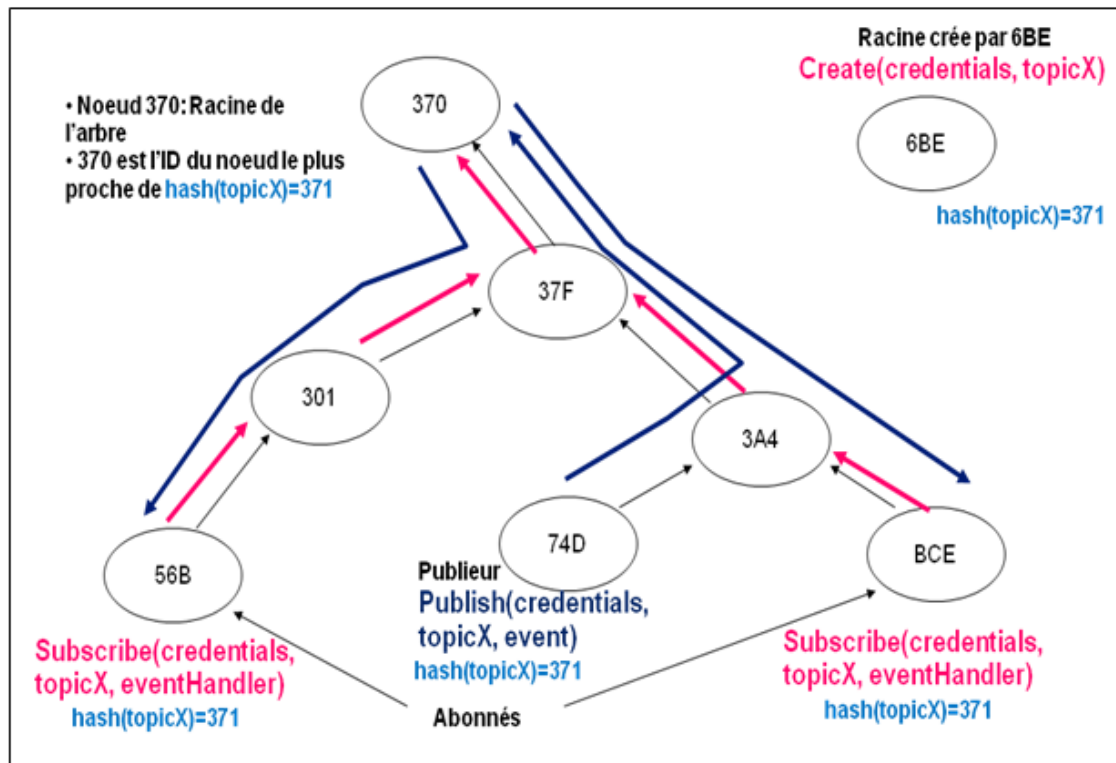 Racine crée par 6BE
Create(credentials, topicX)
6BE
hash(topicX)=371
• Noeud 370: Racine de
l'arbre
• 370 est l'ID du noeud le plus
proche de hash(topicX)=371
370
37F
301
3A4
56B
74D
BCE
Subscribe(credentials,
topicX, eventHandler)
hash(topicX)=371
Publieur
Publish(credentials,
topicX, event)
hash(topicX)=371
Subscribe(credentials,
topicX, eventHandler)
hash(topicX)=371
Abonnés